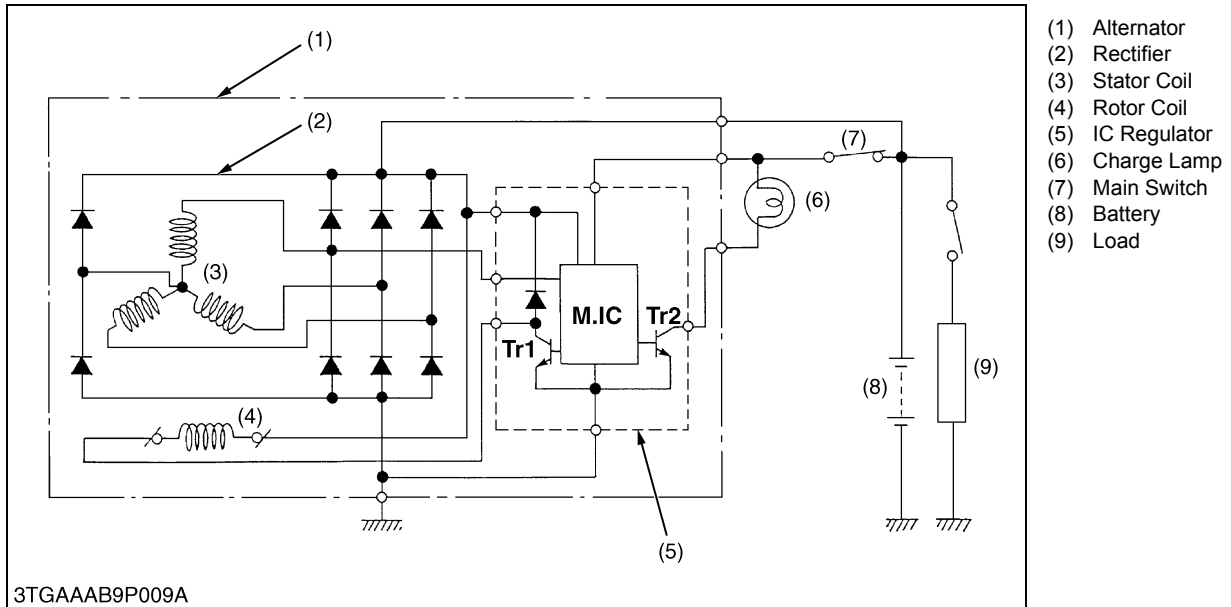 (1)
(2)
(3)
(4)
(5)
(6)
(7)
(8)
(9)
M.IC
Tr1
Tr2
3TGAAAB9P009A
(1) Alternator
(2) Rectifier
(3) Stator Coil
(4) Rotor Coil
(5) IC Regulator
(6) Charge Lamp
(7) Main Switch
(8) Battery
(9) Load